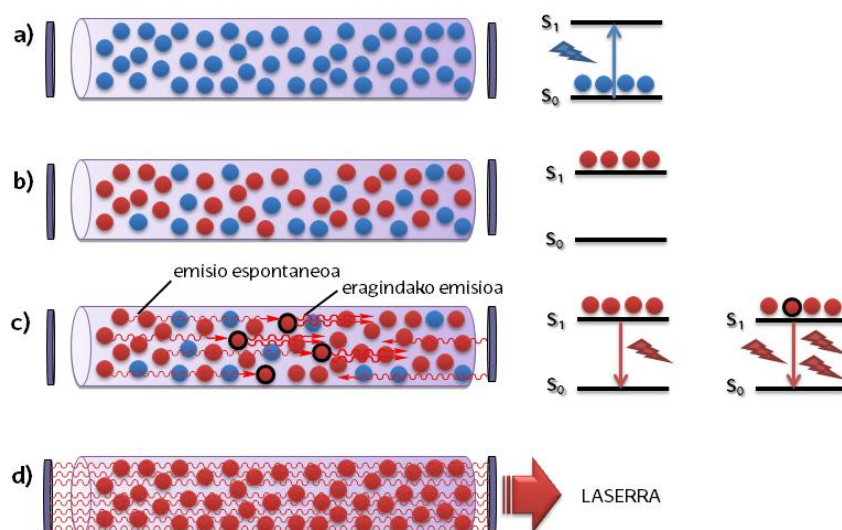 a)
S₁
S₀
b)
S₁
S₀
emisio espontaneoa
eragindako emisioa
c)
S₁
S₁
S₀
S₀
d)
LASERRA